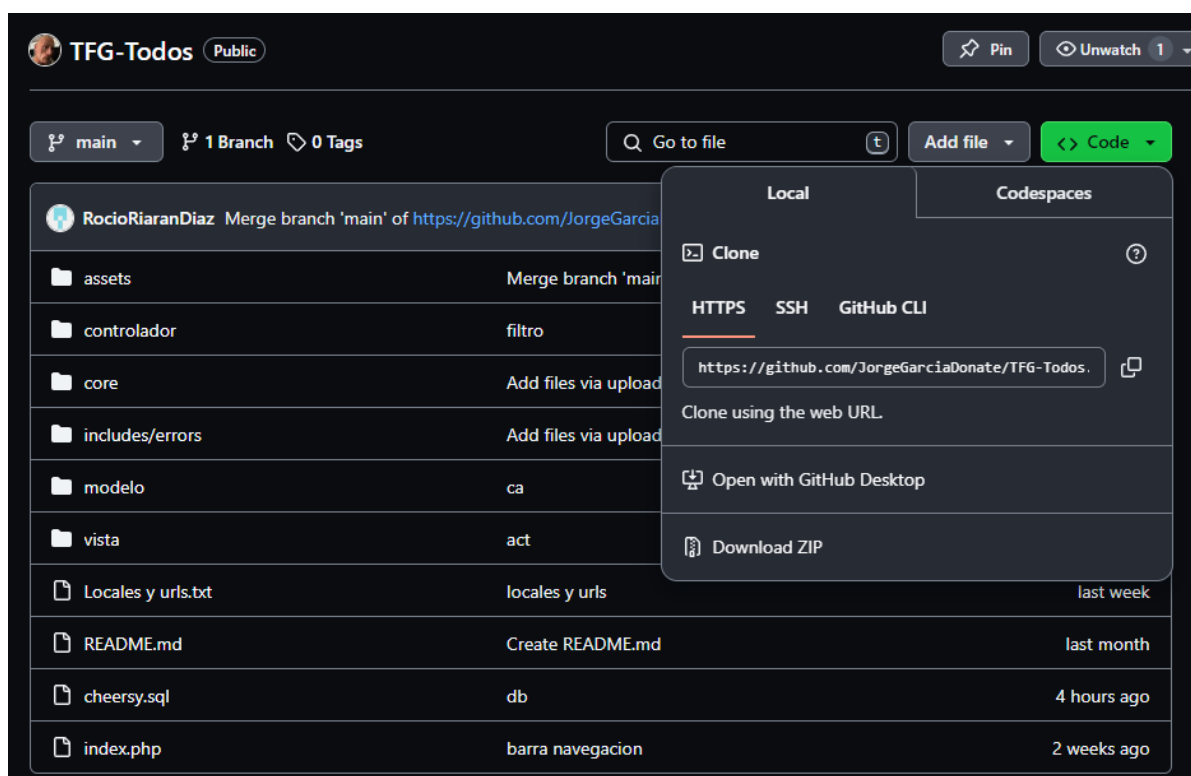 TFG-Todos Public Pin Unwatch 1
main 1 Branch 0 Tags Go to file t Add file Code
Local Codespaces
RocioRiaranDiaz Merge branch 'main' of https://github.com/JorgeGarcia
Clone
assets Merge branch 'main
HTTPS SSH GitHub CLI
controlador filtro
https://github.com/JorgeGarciaDonate/TFG-Todos.
core Add files via upload
Clone using the web URL.
includes/errors Add files via upload
modelo ca
Open with GitHub Desktop
vista act
Download ZIP
Locales y urls.txt locales y urls last week
README.md Create README.md last month
cheersy.sql db 4 hours ago
index.php barra navegacion 2 weeks ago